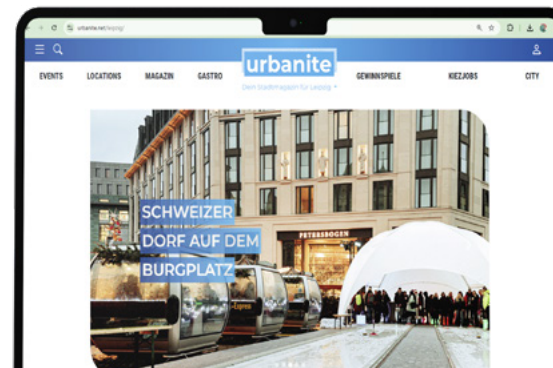 urbanite.net/leipzig/
urbanite
Dein Stadtmagazin für Leipzig
EVENTS LOCATIONS MAGAZIN GASTRO GEWINNSPIELE KIEZJOBS CITY
SCHWEIZER
DORF AUF DEM
BURGPLATZ
PETERSBOGEN
-Express